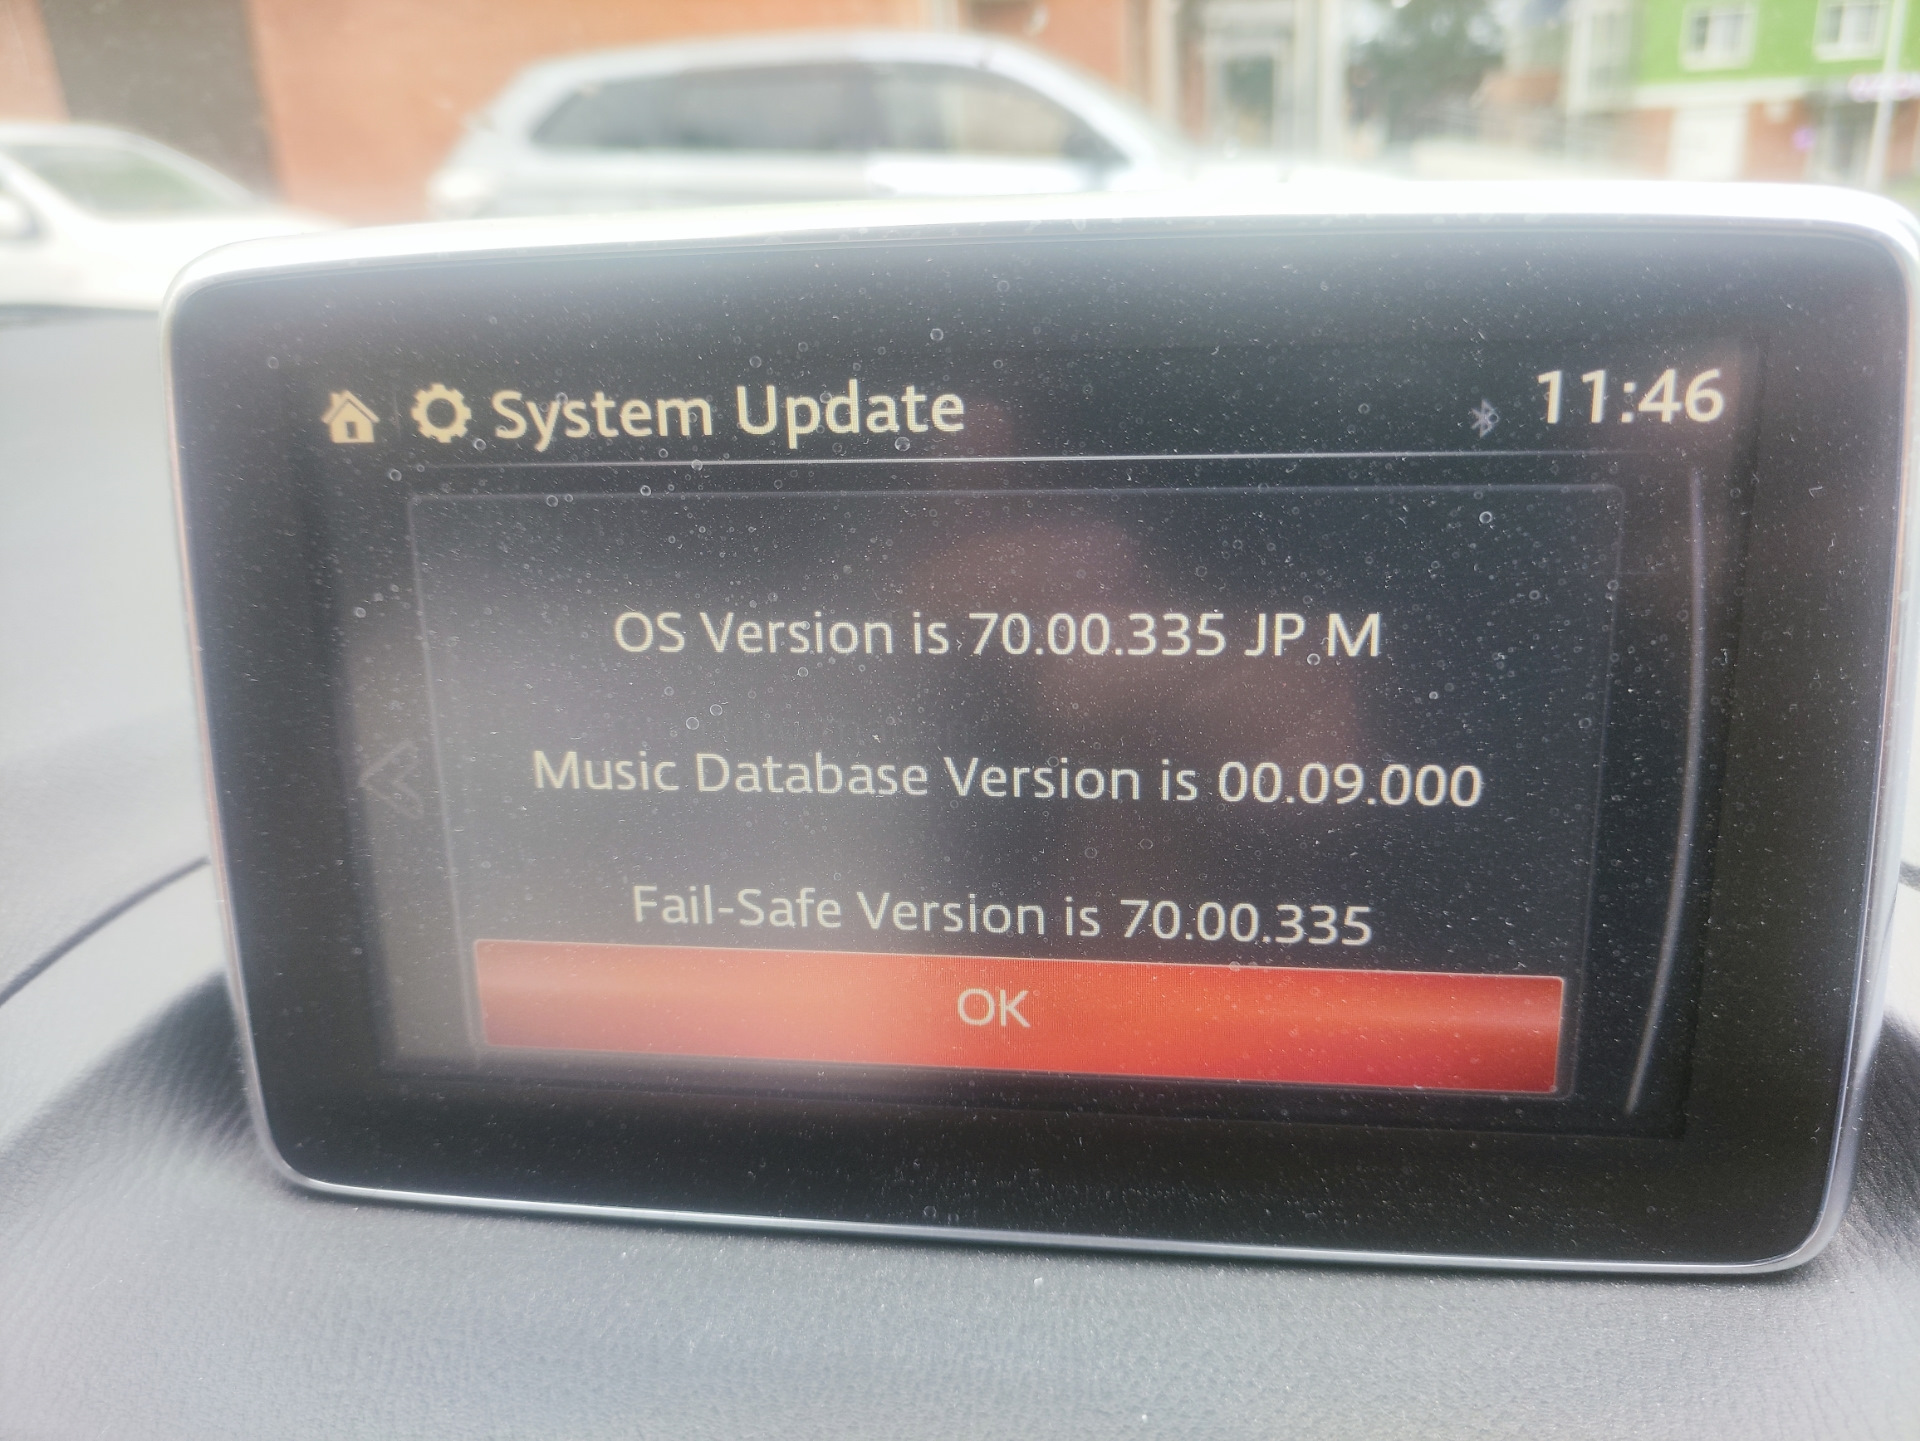 System Update 11:46
OS Version is 70.00.335 JP M
Music Database Version is 00.09.000
Fail-Safe Version is 70.00.335
OK